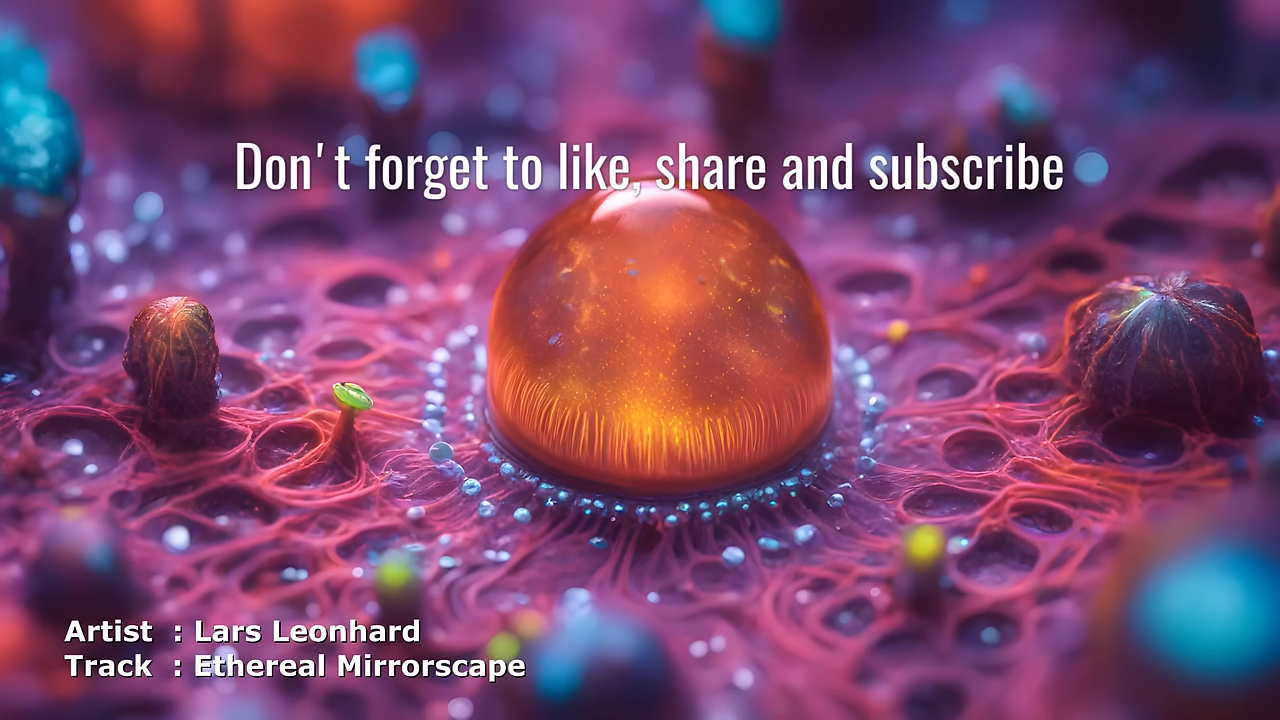 Don't forget to like, share and subscribe
Artist : Lars Leonhard
Track : Ethereal Mirrorscape